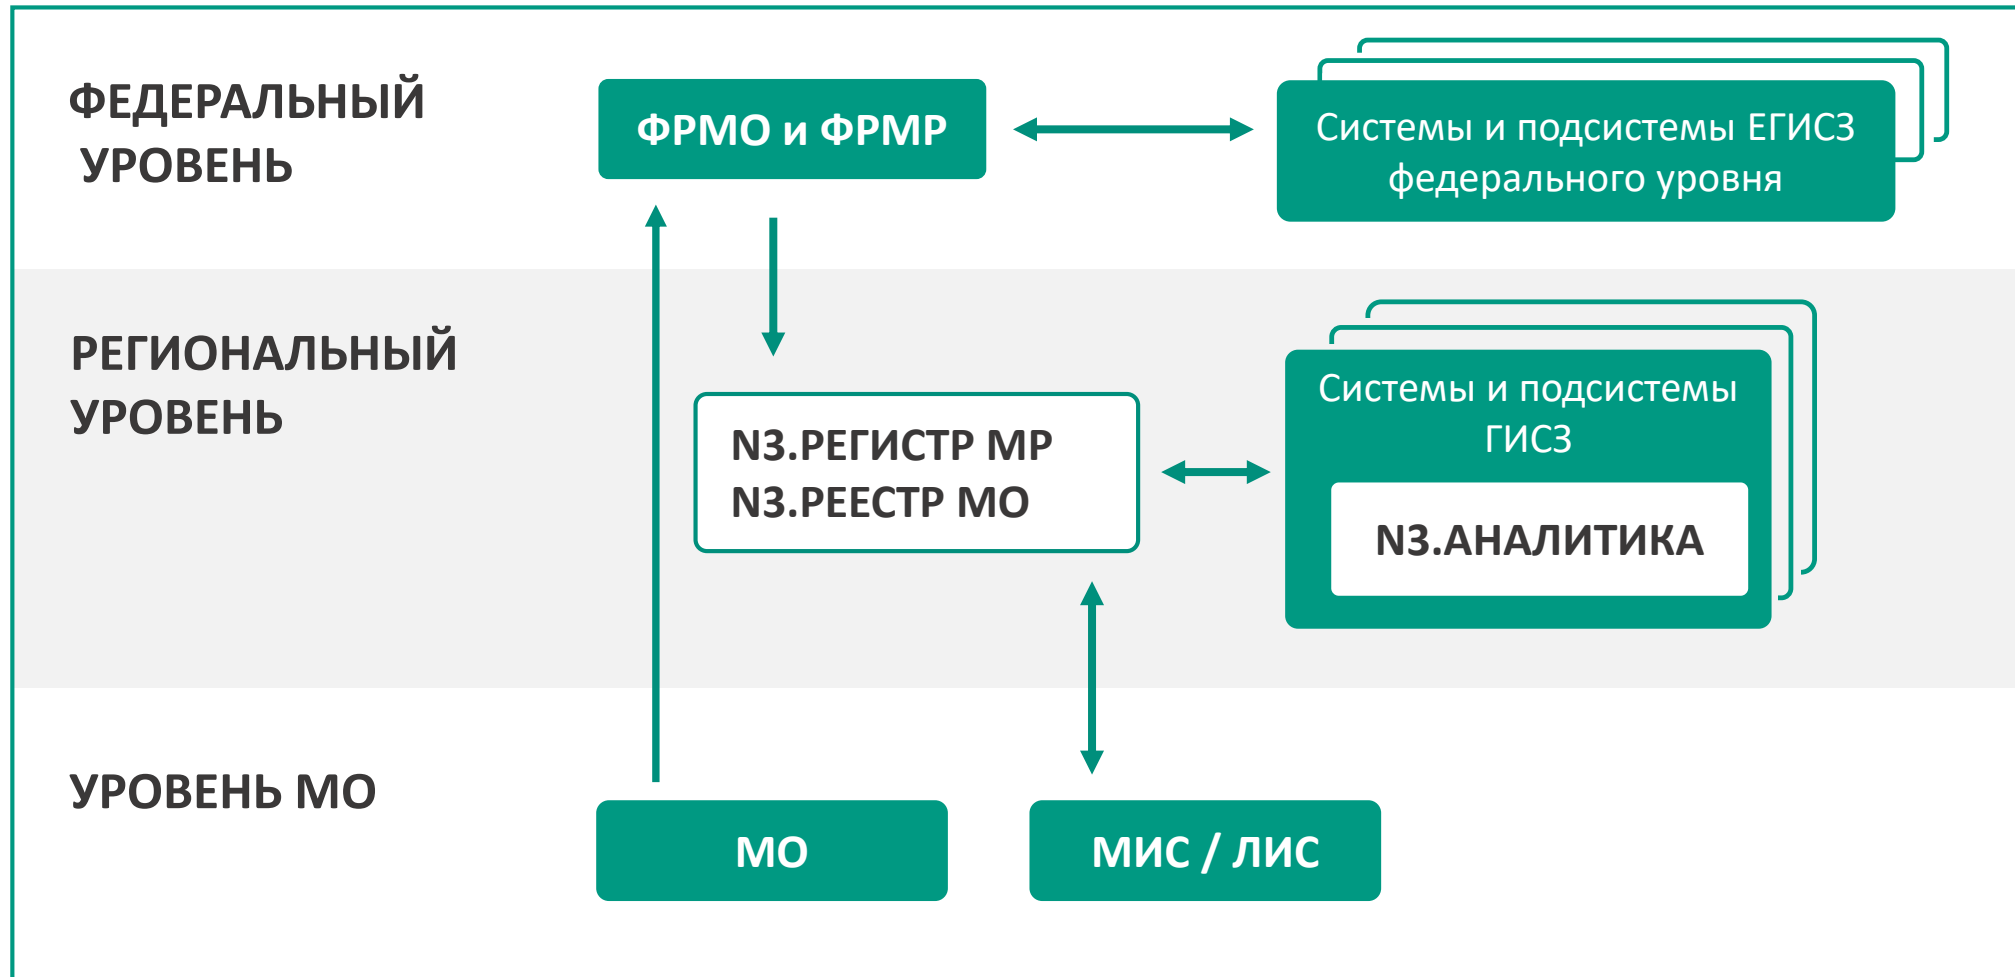 ФЕДЕРАЛЬНЫЙ
УРОВЕНЬ
ФРМО и ФРМР
Системы и подсистемы ЕГИСЗ
федерального уровня
РЕГИОНАЛЬНЫЙ
УРОВЕНЬ
N3.РЕГИСТР МР
N3.РЕЕСТР МО
Системы и подсистемы
ГИСЗ
N3.АНАЛИТИКА
УРОВЕНЬ МО
МО
МИС / ЛИС